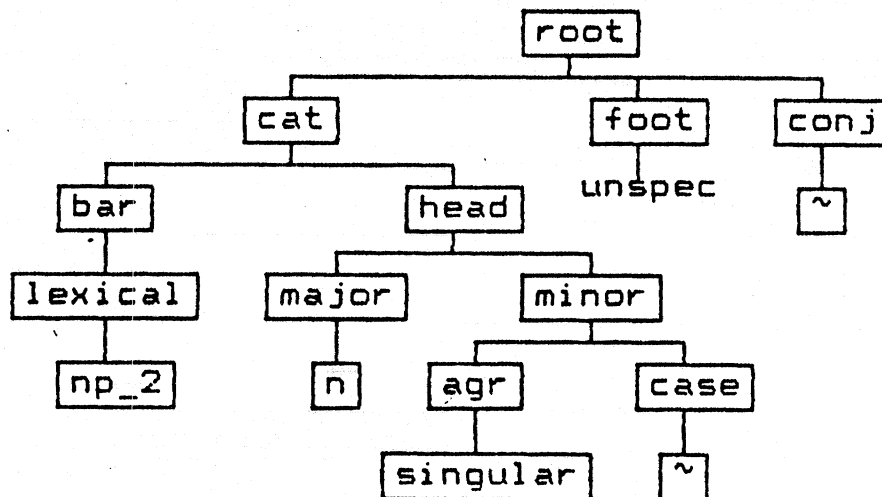 root
cat foot conj
bar head unspec ~
lexical major minor
np_2 n agr case
singular ~